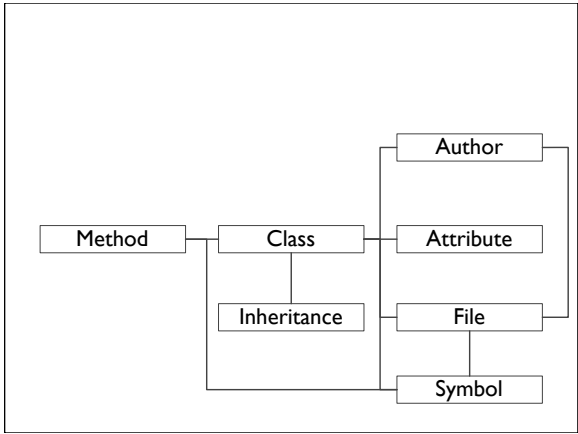 Author
Method
Class
Attribute
Inheritance
File
Symbol